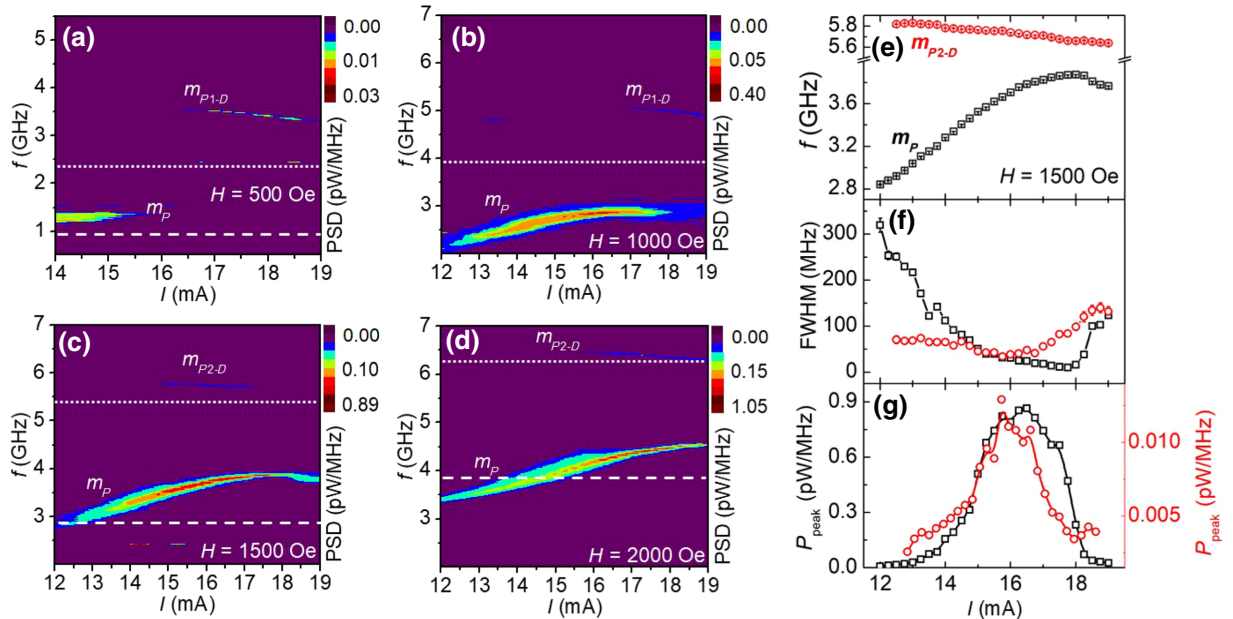 (a)
5
4
3
2
1
f (GHz)
m_P1-D
H = 500 Oe
m_P
14 15 16 17 18 19
I (mA)
0.00
0.01
0.03
PSD (pW/MHz)
(b)
7
6
5
4
3
2
f (GHz)
m_P1-D
m_P
H = 1000 Oe
12 13 14 15 16 17 18 19
I (mA)
0.00
0.05
0.40
PSD (pW/MHz)
(c)
7
6
5
4
3
2
f (GHz)
m_P2-D
m_P
H = 1500 Oe
12 13 14 15 16 17 18 19
I (mA)
0.00
0.10
0.89
PSD (pW/MHz)
(d)
7
6
5
4
3
2
f (GHz)
m_P2-D
m_P
H = 2000 Oe
12 13 14 15 16 17 18 19
I (mA)
0.00
0.15
1.05
PSD (pW/MHz)
5.8
5.6
(e)
m_P2-D
3.6
2.8
f (GHz)
m_P
H = 1500 Oe
(f)
300
200
100
0
FWHM (MHz)
(g)
0.9
0.6
0.3
0.0
P_peak (pW/MHz)
0.010
0.005
P_peak (pW/MHz)
12 14 16 18
I (mA)